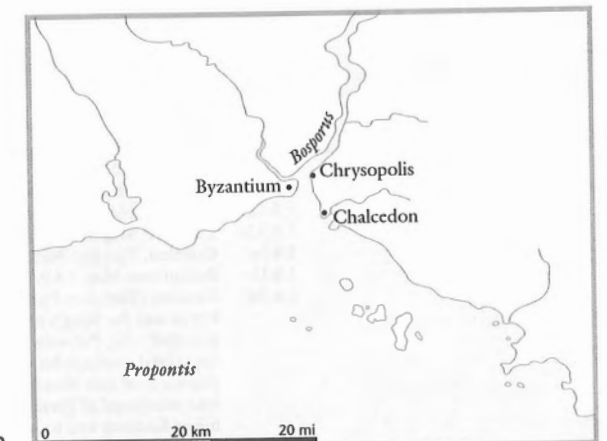 Bosporus
Chrysopolis
Byzantium
Chalcedon
Propontis
0 20 km 20 mi